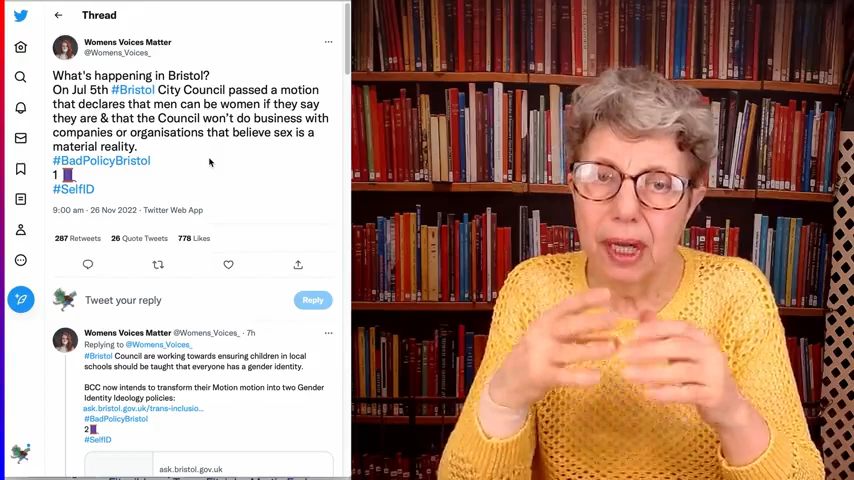 Thread
Womens Voices Matter
@Womens_Voices_
What's happening in Bristol?
On Jul 5th #Bristol City Council passed a motion
that declares that men can be women if they say
they are & that the Council won't do business with
companies or organisations that believe sex is a
material reality.
#BadPolicyBristol
1
#SelfID
9:00 am · 26 Nov 2022 · Twitter Web App
287 Retweets 26 Quote Tweets 778 Likes
Tweet your reply
Reply
Womens Voices Matter @Womens_Voices_ · 7h
Replying to @Womens_Voices_
#Bristol Council are working towards ensuring children in local
schools should be taught that everyone has a gender identity.
BCC now intends to transform their Motion motion into two Gender
Identity Ideology policies:
ask.bristol.gov.uk/trans-inclusio...
#BadPolicyBristol
2
#SelfID
ask.bristol.gov.uk